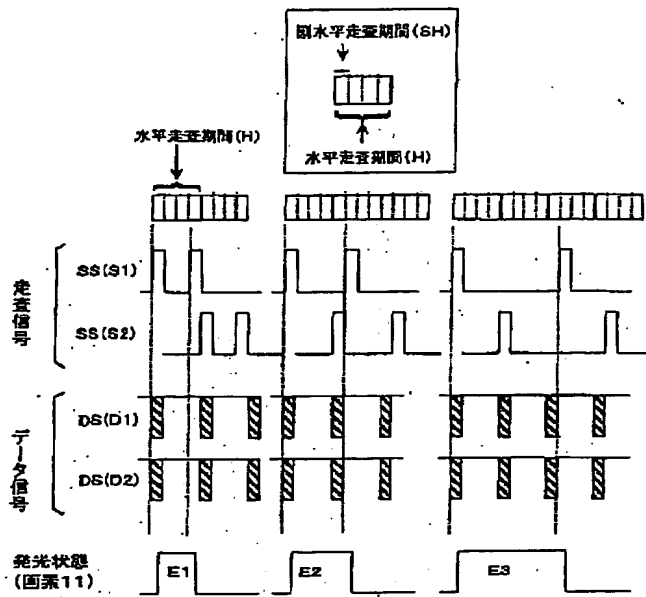 副水平走査期間(SH)
水平走査期間(H)
水平走査期間(H)
走査信号
SS(S1)
SS(S2)
データ信号
DS(D1)
DS(D2)
発光状態
(画素11)
E1
E2
E3